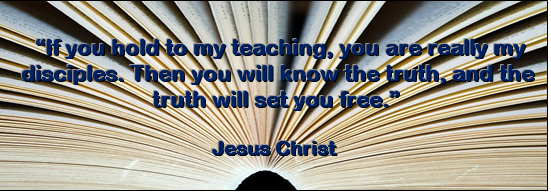 “If you hold to my teaching, you are really my
disciples. Then you will know the truth, and the
truth will set you free.”
Jesus Christ